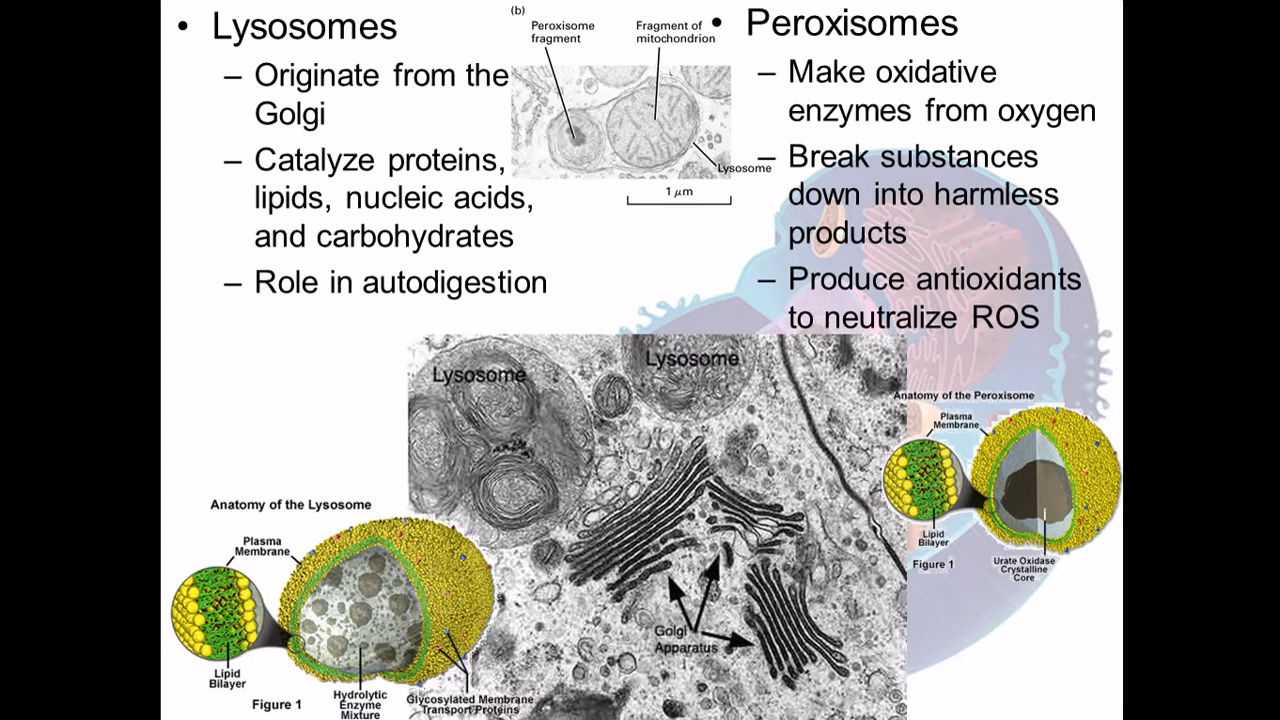 • Lysosomes
– Originate from the
Golgi
– Catalyze proteins,
lipids, nucleic acids,
and carbohydrates
– Role in autodigestion
(b)
Peroxisome
fragment
Fragment of
mitochondrion
Lysosome
1 μm
• Peroxisomes
– Make oxidative
enzymes from oxygen
– Break substances
down into harmless
products
– Produce antioxidants
to neutralize ROS
Lysosome
Lysosome
Golgi
Apparatus
Anatomy of the Lysosome
Plasma
Membrane
Lipid
Bilayer
Figure 1
Hydrolytic
Enzyme
Mixture
Glycosylated Membrane
Transport Proteins
Anatomy of the Peroxisome
Plasma
Membrane
Lipid
Bilayer
Figure 1
Urate Oxidase
Crystalline
Core